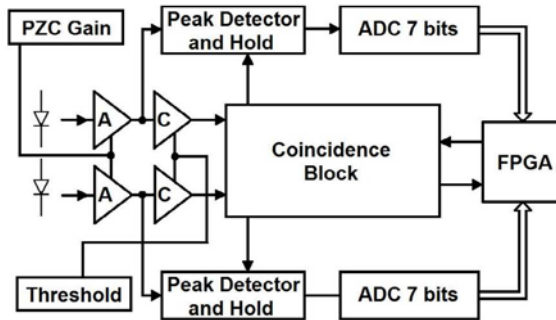 PZC Gain
Peak Detector
and Hold
ADC 7 bits
A
C
Coincidence
Block
FPGA
A
C
Threshold
Peak Detector
and Hold
ADC 7 bits